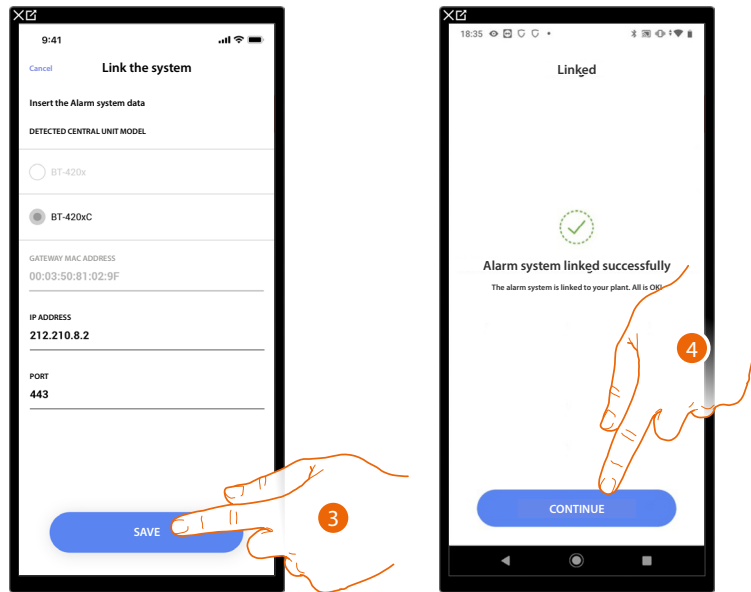 9:41
Cancel
Link the system
Insert the Alarm system data
DETECTED CENTRAL UNIT MODEL
BT-420x
BT-420xC
GATEWAY MAC ADDRESS
00:03:50:81:02:9F
IP ADDRESS
212.210.8.2
PORT
443
SAVE
3
18:35
Linked
Alarm system linked successfully
The alarm system is linked to your plant. All is OK!
4
CONTINUE